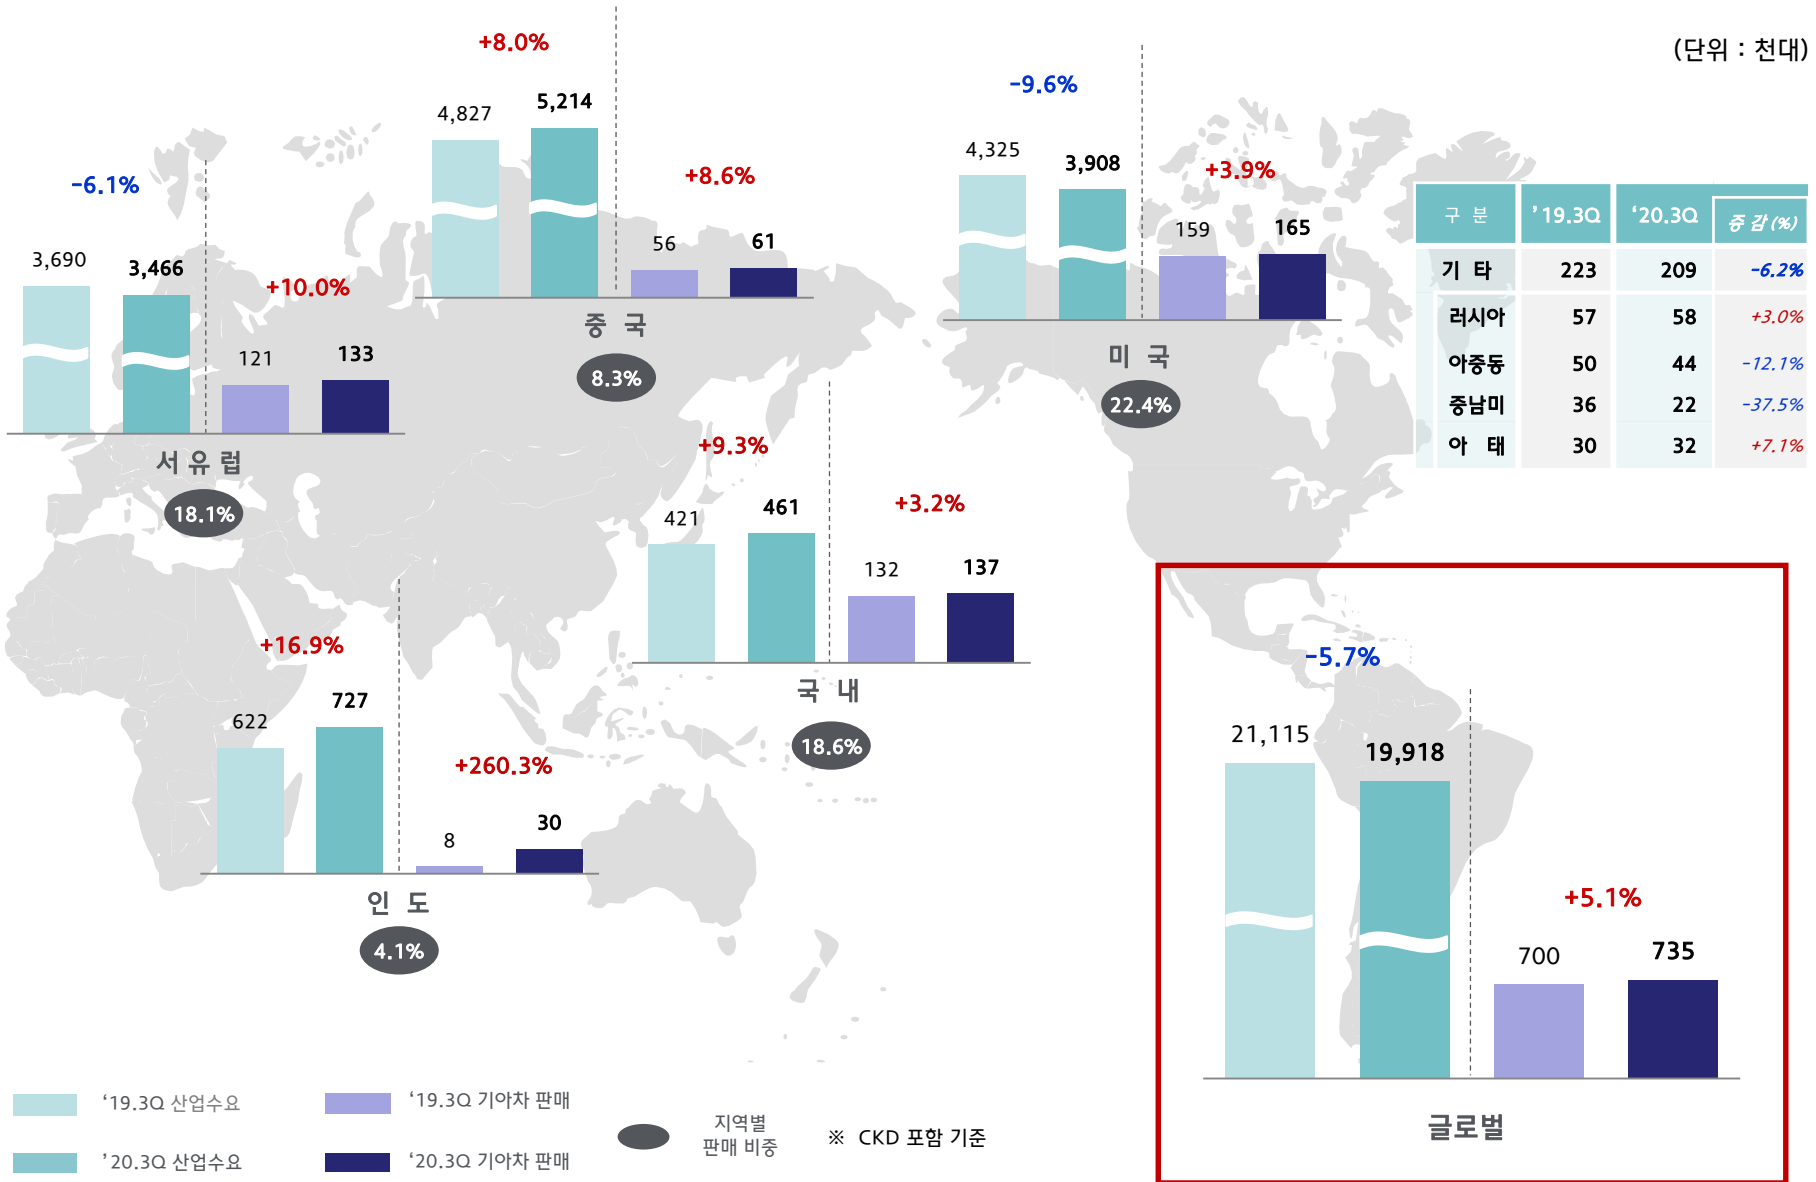 (단위 : 천대)
+8.0%
4,827
5,214
+8.6%
56
61
중 국
8.3%
-9.6%
4,325
3,908
+3.9%
159
165
미 국
22.4%
-6.1%
3,690
3,466
+10.0%
121
133
서 유 럽
18.1%
구 분 ’19.3Q ‘20.3Q 증 감 (%)
기 타 223 209 -6.2%
러시아 57 58 +3.0%
아중동 50 44 -12.1%
중남미 36 22 -37.5%
아 태 30 32 +7.1%
+9.3%
421
461
+3.2%
132
137
국 내
18.6%
+16.9%
622
727
+260.3%
8
30
인 도
4.1%
-5.7%
21,115
19,918
+5.1%
700
735
글로벌
‘19.3Q 산업수요
‘19.3Q 기아차 판매
’20.3Q 산업수요
‘20.3Q 기아차 판매
지역별
판매 비중
※ CKD 포함 기준